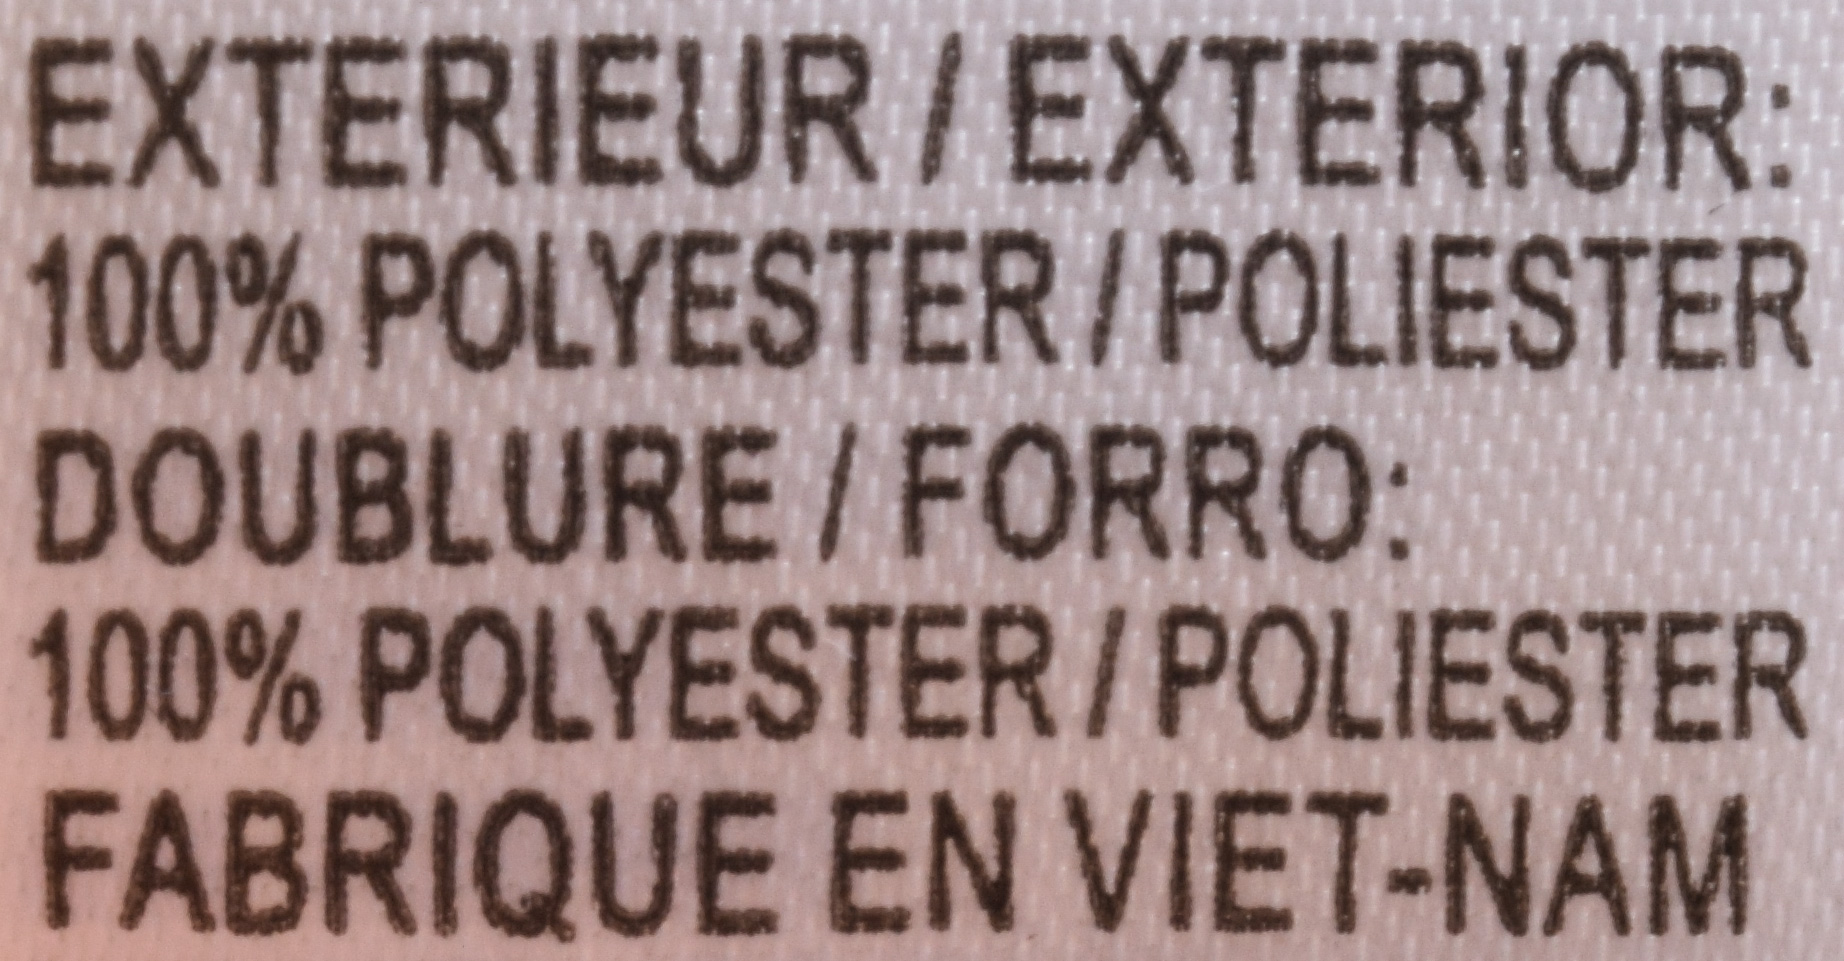 EXTERIEUR / EXTERIOR:
100% POLYESTER / POLIESTER
DOUBLURE / FORRO:
100% POLYESTER / POLIESTER
FABRIQUE EN VIET-NAM